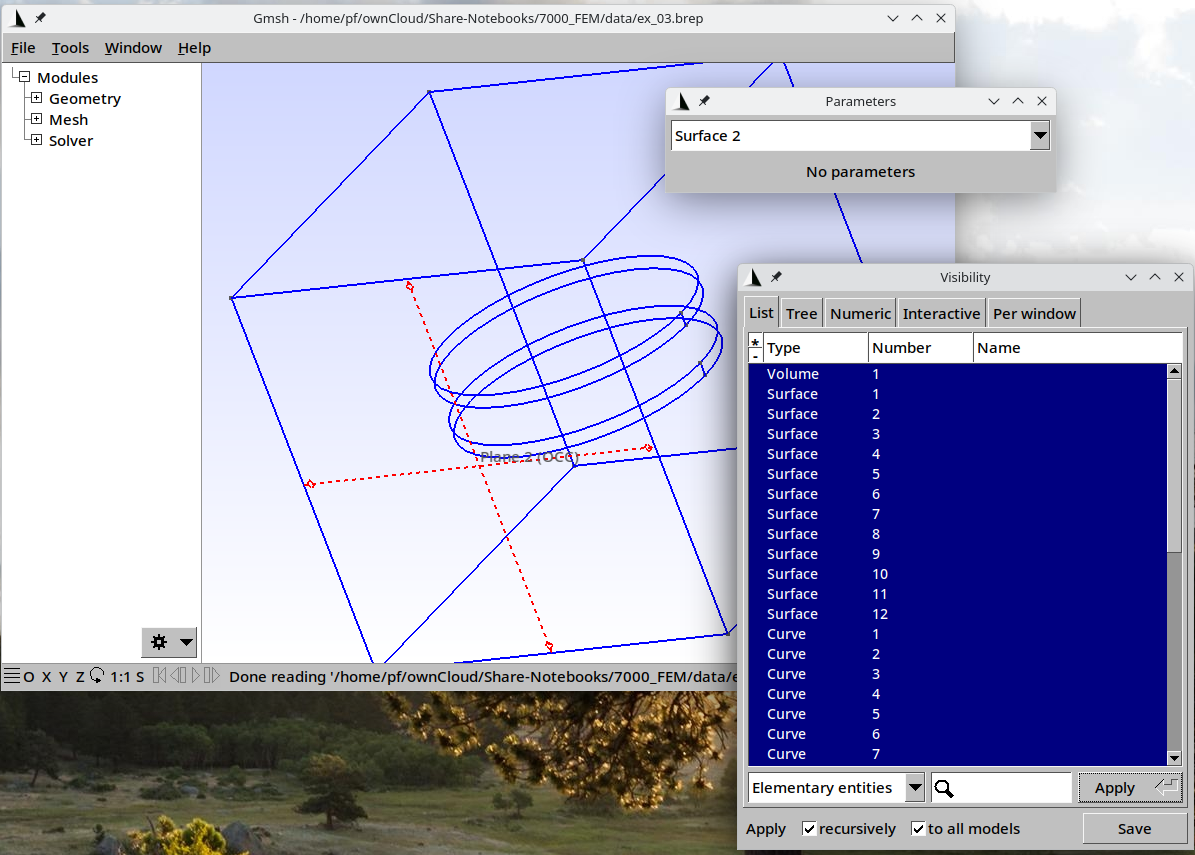 Gmsh - /home/pf/ownCloud/Share-Notebooks/7000_FEM/data/ex_03.brep
File Tools Window Help
Modules
Geometry
Mesh
Solver
Plane 2 (OCC)
O X Y Z 1:1 S Done reading '/home/pf/ownCloud/Share-Notebooks/7000_FEM/data/e
Parameters
Surface 2
No parameters
Visibility
List Tree Numeric Interactive Per window
* - Type Number Name
Volume 1
Surface 1
Surface 2
Surface 3
Surface 4
Surface 5
Surface 6
Surface 7
Surface 8
Surface 9
Surface 10
Surface 11
Surface 12
Curve 1
Curve 2
Curve 3
Curve 4
Curve 5
Curve 6
Curve 7
Elementary entities Apply
Apply recursively to all models Save